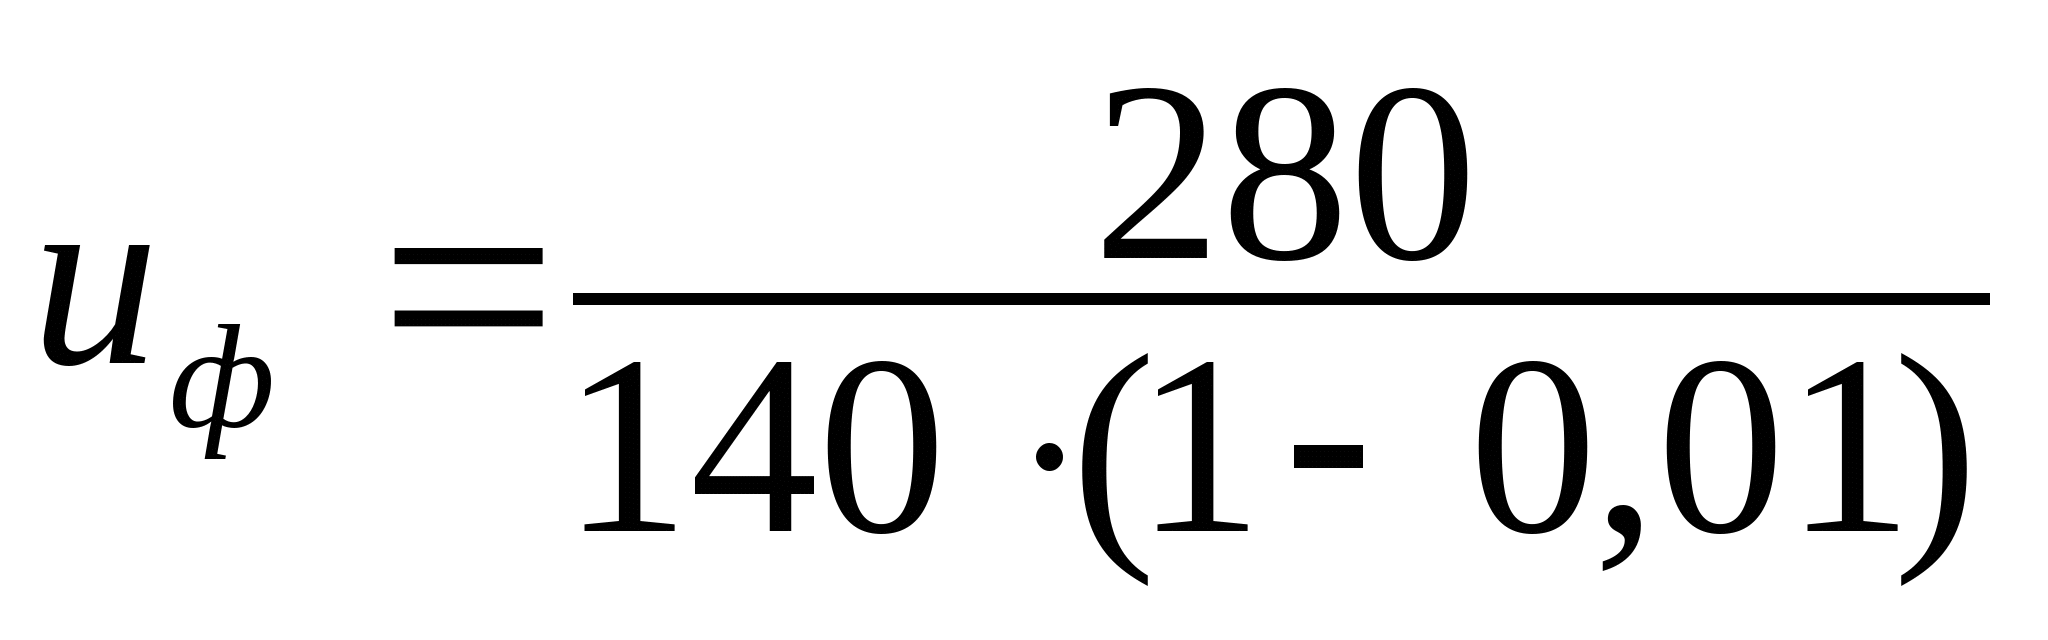 u_ф = 280 / 140 · (1 - 0,01)